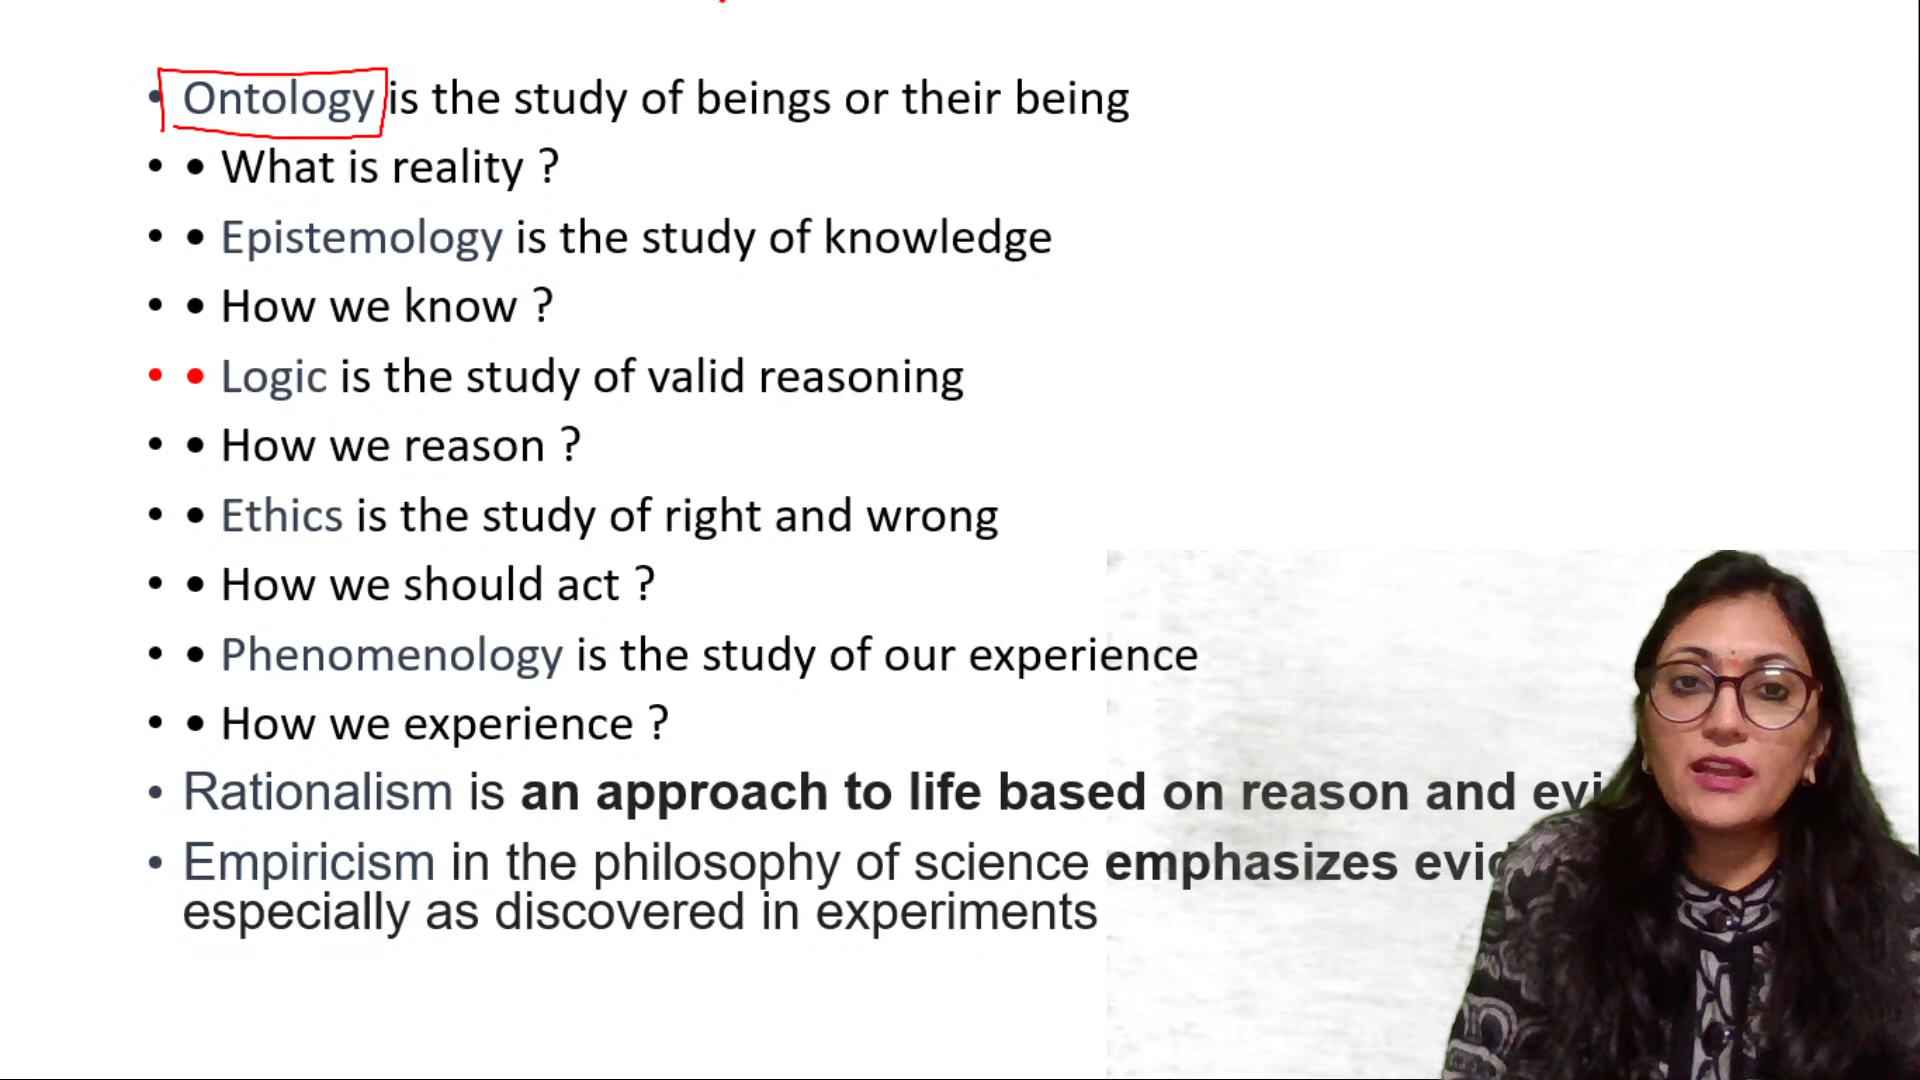 • Ontology is the study of beings or their being
• • What is reality ?
• • Epistemology is the study of knowledge
• • How we know ?
• • Logic is the study of valid reasoning
• • How we reason ?
• • Ethics is the study of right and wrong
• • How we should act ?
• • Phenomenology is the study of our experience
• • How we experience ?
• Rationalism is an approach to life based on reason and
• Empiricism in the philosophy of science emphasizes
especially as discovered in experiments